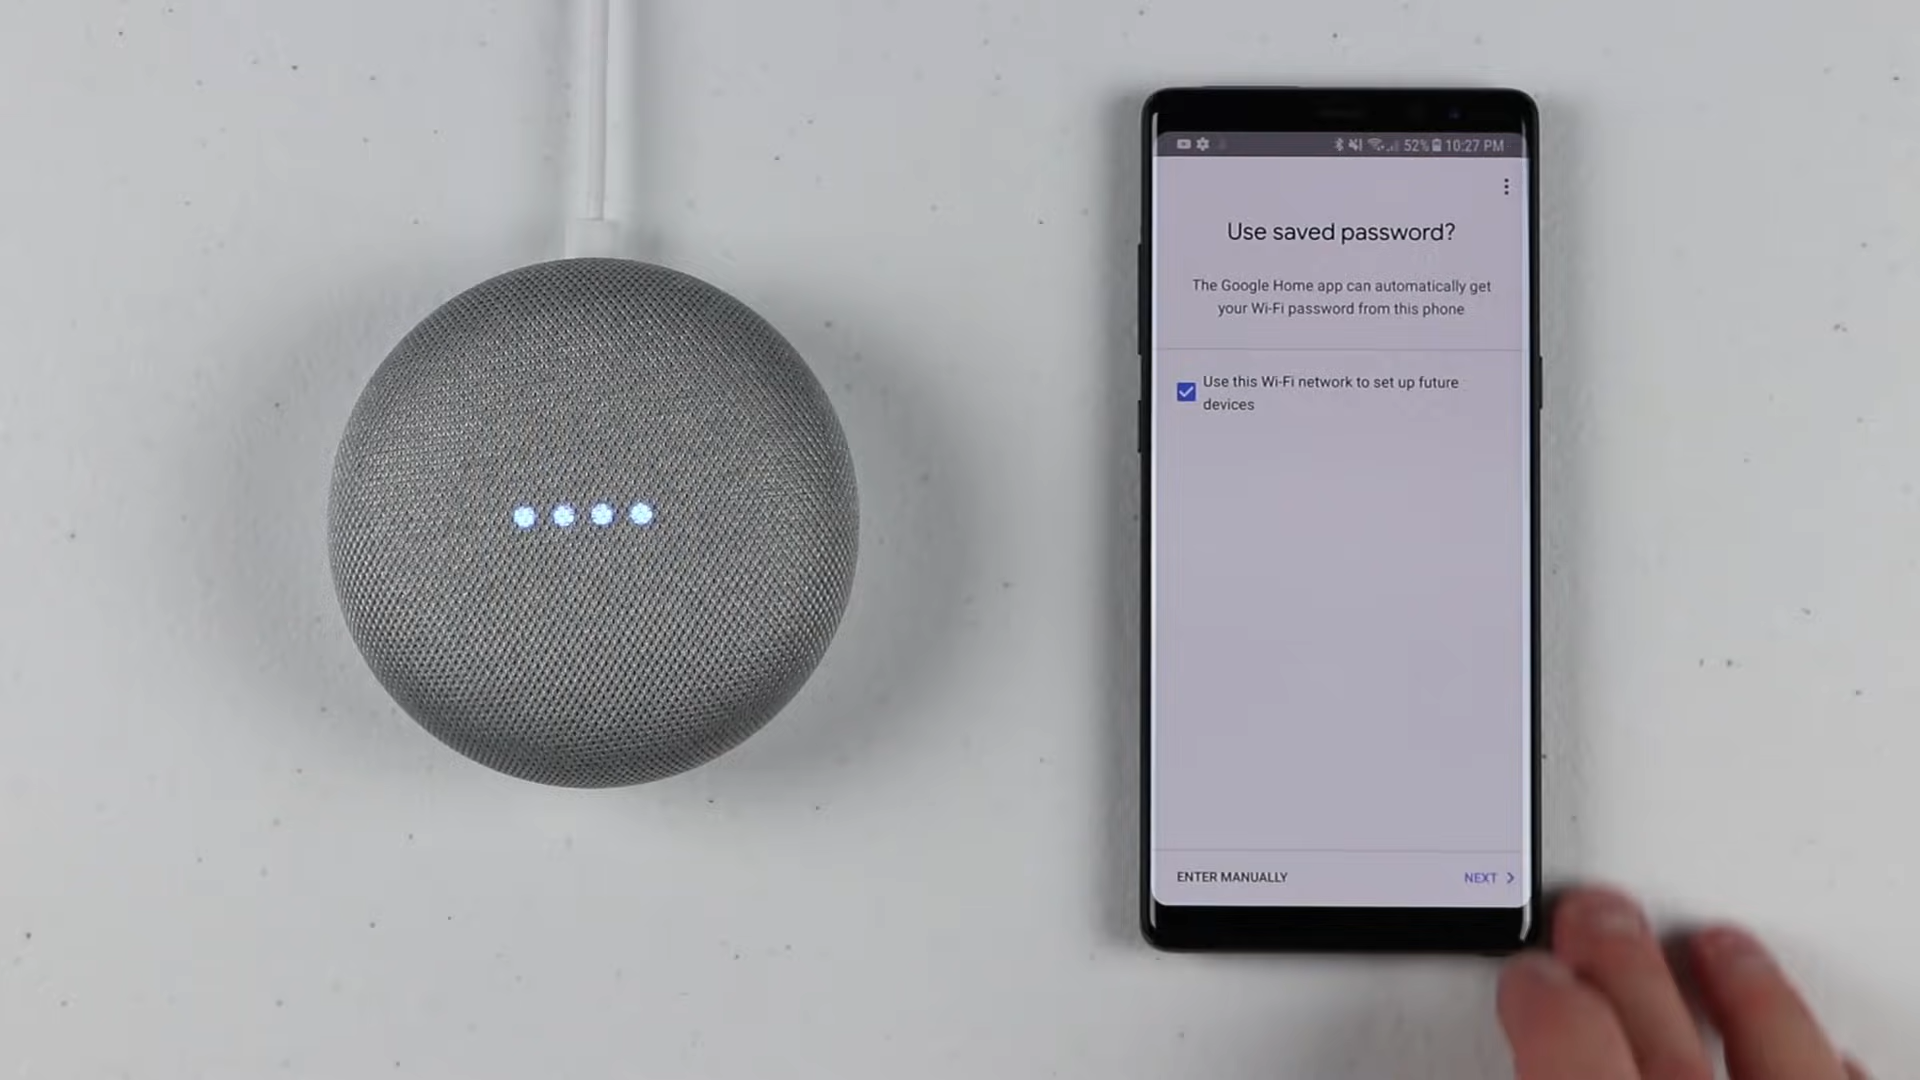 52% 10:27 PM
Use saved password?
The Google Home app can automatically get
your Wi-Fi password from this phone
Use this Wi-Fi network to set up future
devices
ENTER MANUALLY
NEXT